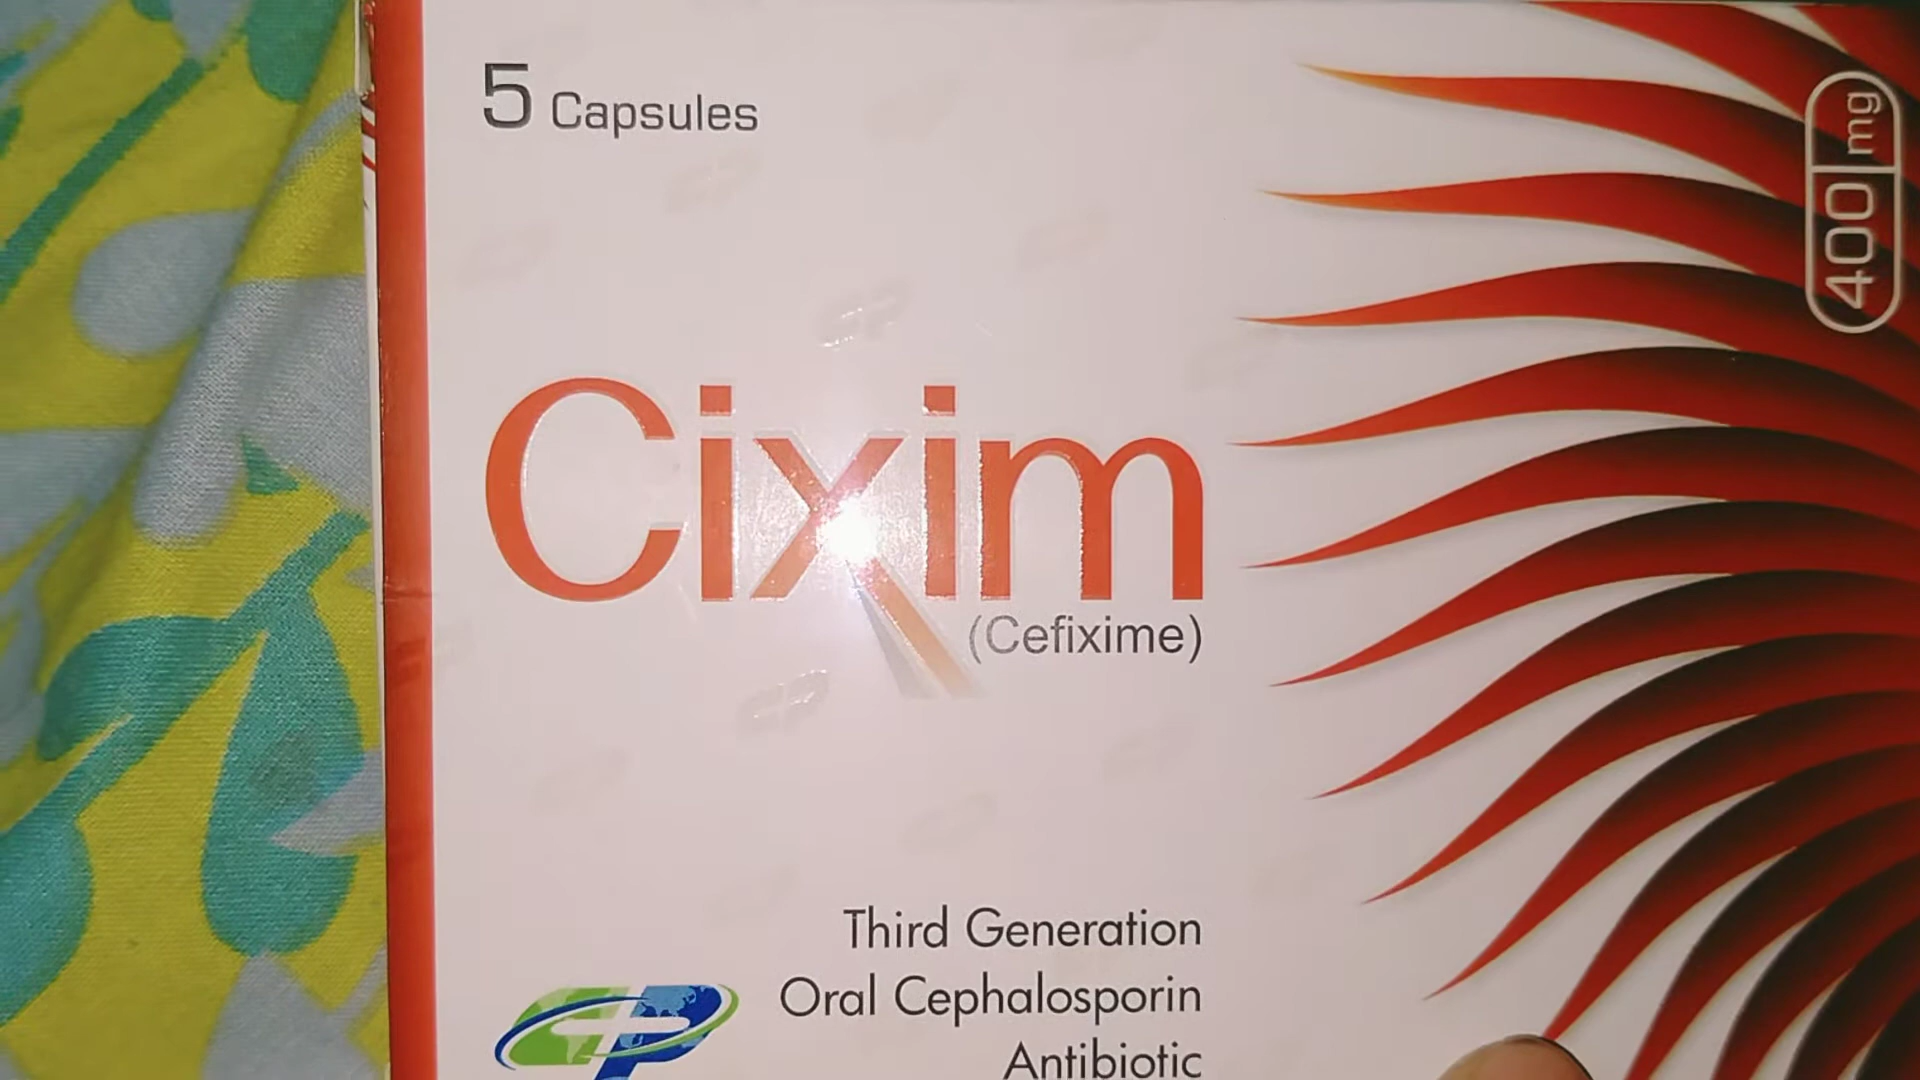 5 Capsules
400 mg
Cixim
(Cefixime)
Third Generation
Oral Cephalosporin
Antibiotic